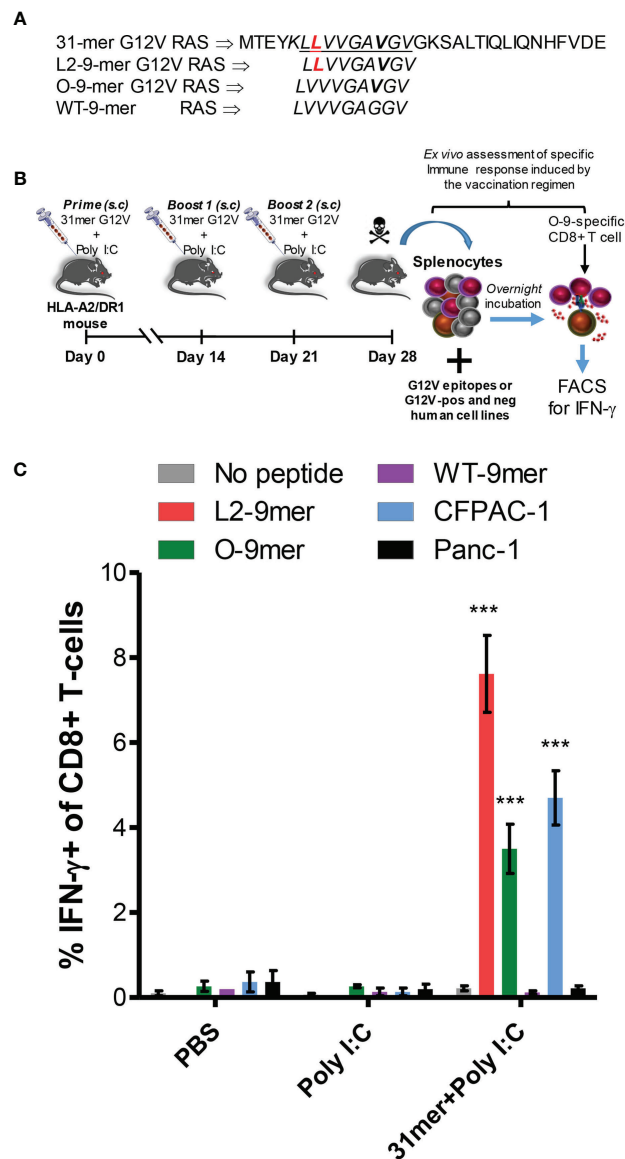 A
31-mer G12V RAS ⇒ MTEYKLLVVGAVGVGKSALTIQLIQNHFVDE
L2-9-mer G12V RAS ⇒ LLVVGAVGV
O-9-mer G12V RAS ⇒ LVVVGAVGV
WT-9-mer RAS ⇒ LVVVGAGGV
B
Ex vivo assessment of specific
Immune response induced by
the vaccination regimen
Prime (s.c)
31mer G12V
+
Poly I:C
Boost 1 (s.c)
31mer G12V
+
Poly I:C
Boost 2 (s.c)
31mer G12V
+
Poly I:C
O-9-specific
CD8+ T cell
Splenocytes
Overnight
incubation
HLA-A2/DR1
mouse
Day 0
Day 14
Day 21
Day 28
+
G12V epitopes or
G12V-pos and neg
human cell lines
FACS
for IFN-γ
C
No peptide
WT-9mer
L2-9mer
CFPAC-1
O-9mer
Panc-1
% IFN-γ+ of CD8+ T-cells
10
8
6
4
2
0
***
***
***
PBS
Poly I:C
31mer+Poly I:C